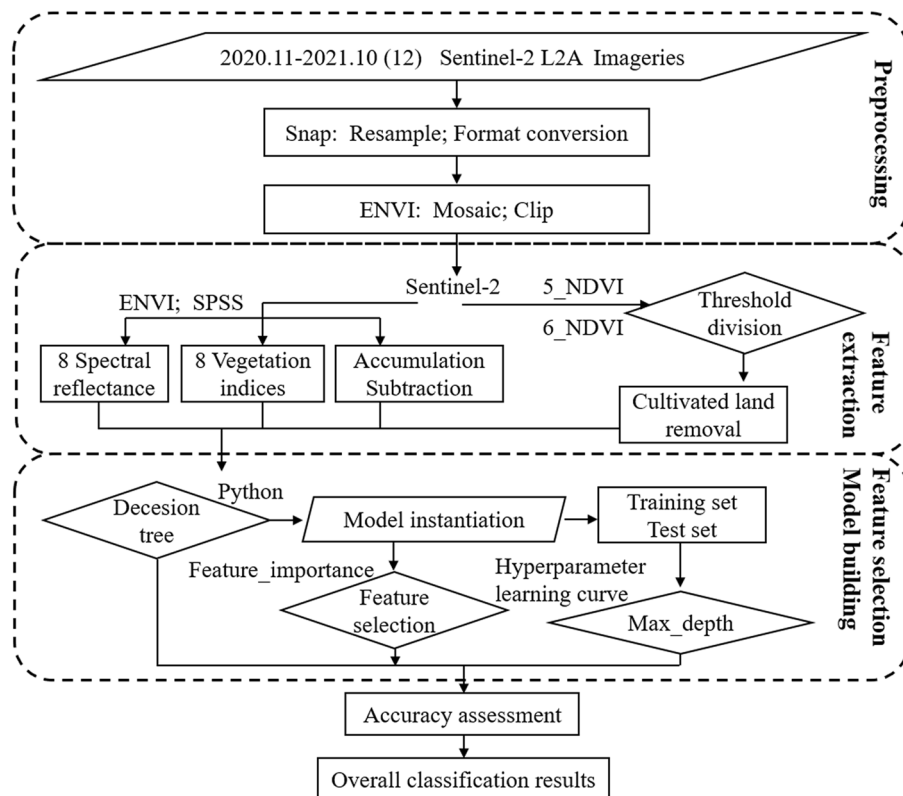 2020.11-2021.10 (12) Sentinel-2 L2A Imageries
Snap: Resample; Format conversion
ENVI: Mosaic; Clip
Preprocessing
Sentinel-2
5_NDVI
6_NDVI
Threshold
division
ENVI; SPSS
8 Spectral
reflectance
8 Vegetation
indices
Accumulation
Subtraction
Cultivated land
removal
Feature
extraction
Python
Decesion
tree
Model instantiation
Training set
Test set
Feature_importance
Hyperparameter
learning curve
Feature
selection
Max_depth
Feature selection
Model building
Accuracy assessment
Overall classification results